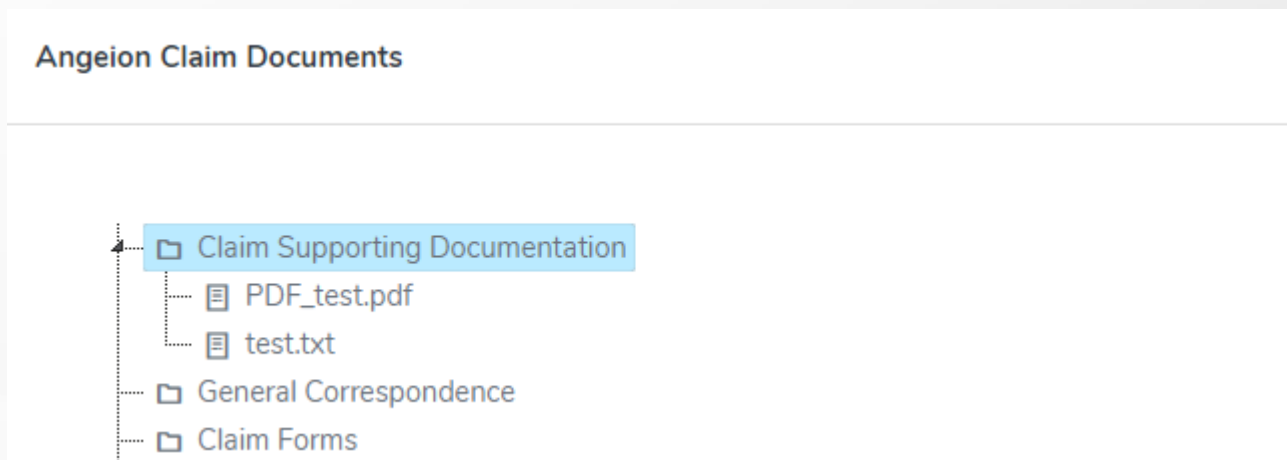 Angeion Claim Documents
Claim Supporting Documentation
PDF_test.pdf
test.txt
General Correspondence
Claim Forms